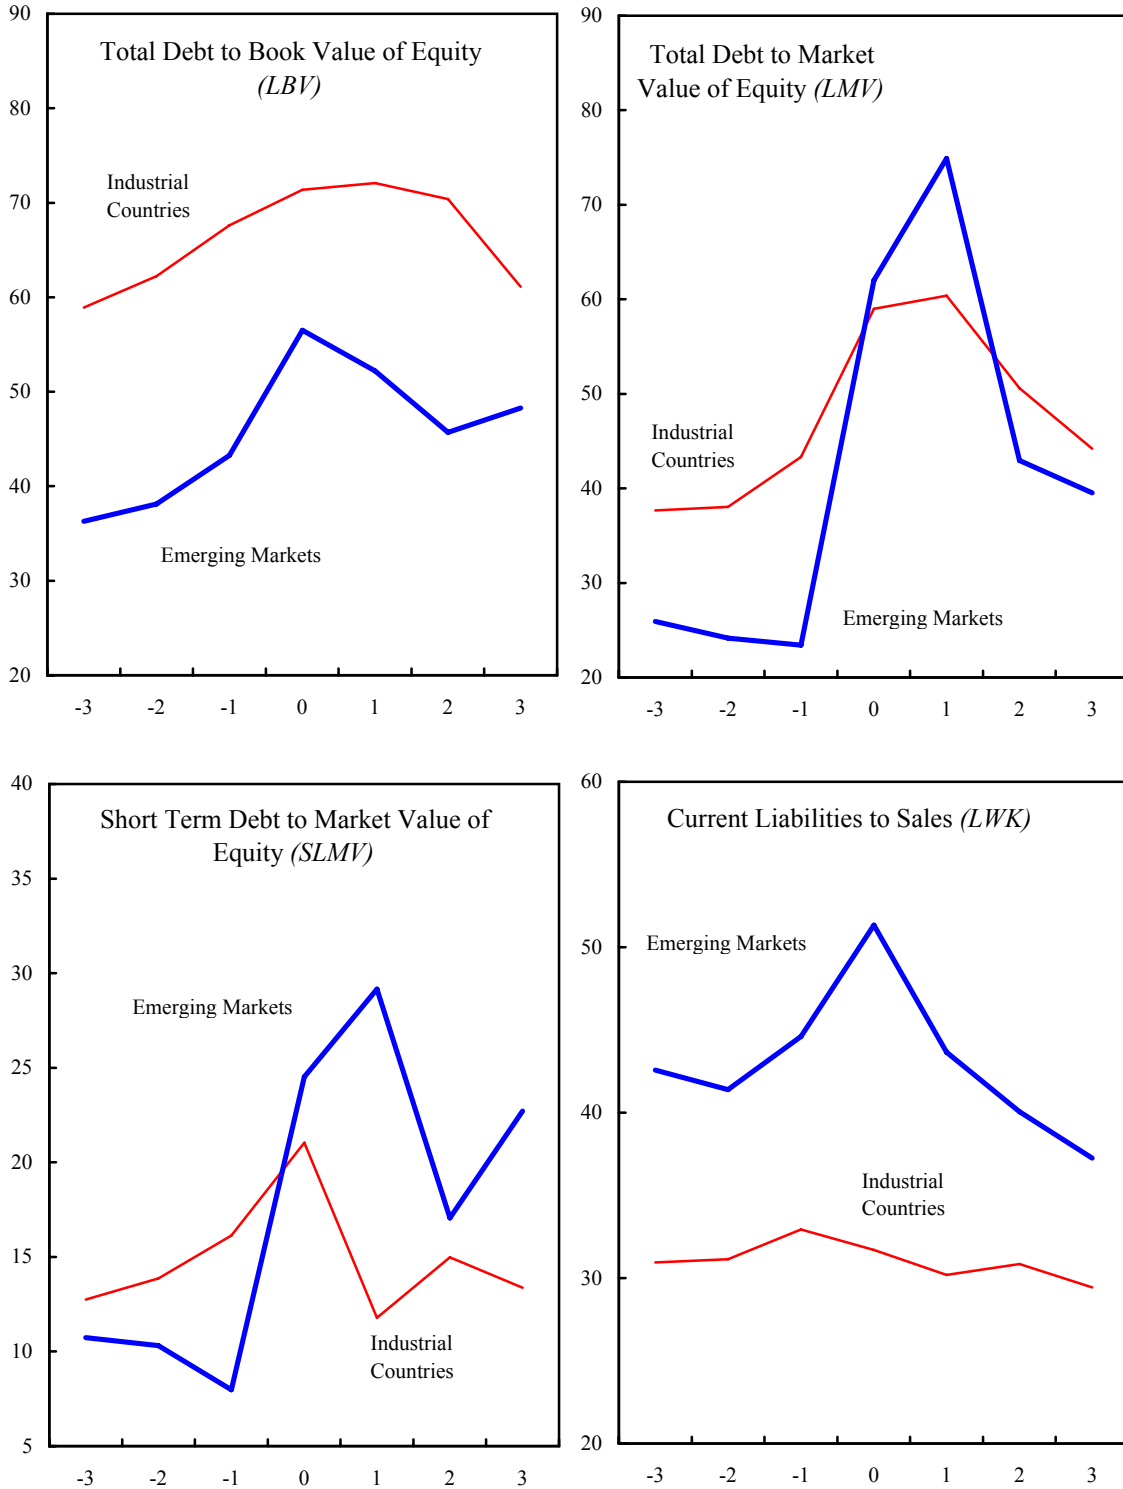 Total Debt to Book Value of Equity
(LBV)
90
80
70
60
50
40
30
20
Industrial
Countries
Emerging Markets
-3 -2 -1 0 1 2 3
Total Debt to Market
Value of Equity (LMV)
90
80
70
60
50
40
30
20
Industrial
Countries
Emerging Markets
-3 -2 -1 0 1 2 3
Short Term Debt to Market Value of
Equity (SLMV)
40
35
30
25
20
15
10
5
Emerging Markets
Industrial
Countries
-3 -2 -1 0 1 2 3
Current Liabilities to Sales (LWK)
60
50
40
30
20
Emerging Markets
Industrial
Countries
-3 -2 -1 0 1 2 3